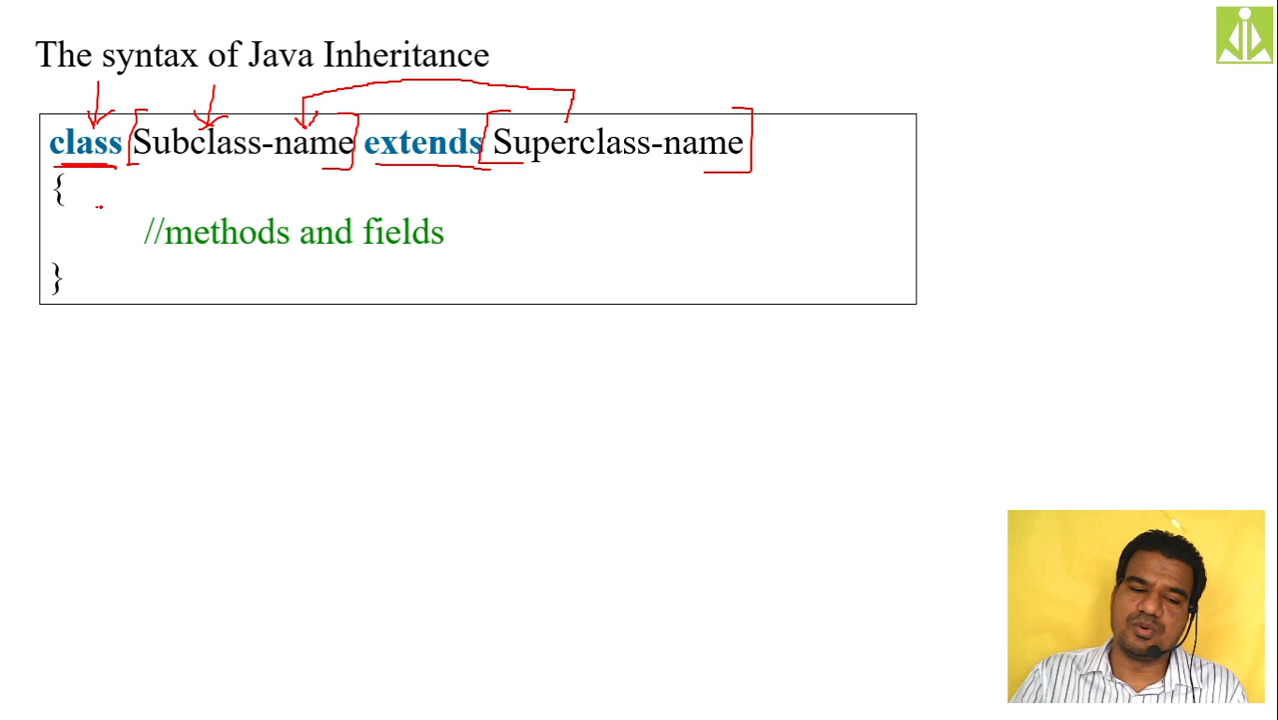 The syntax of Java Inheritance
class Subclass-name extends Superclass-name
{
//methods and fields
}